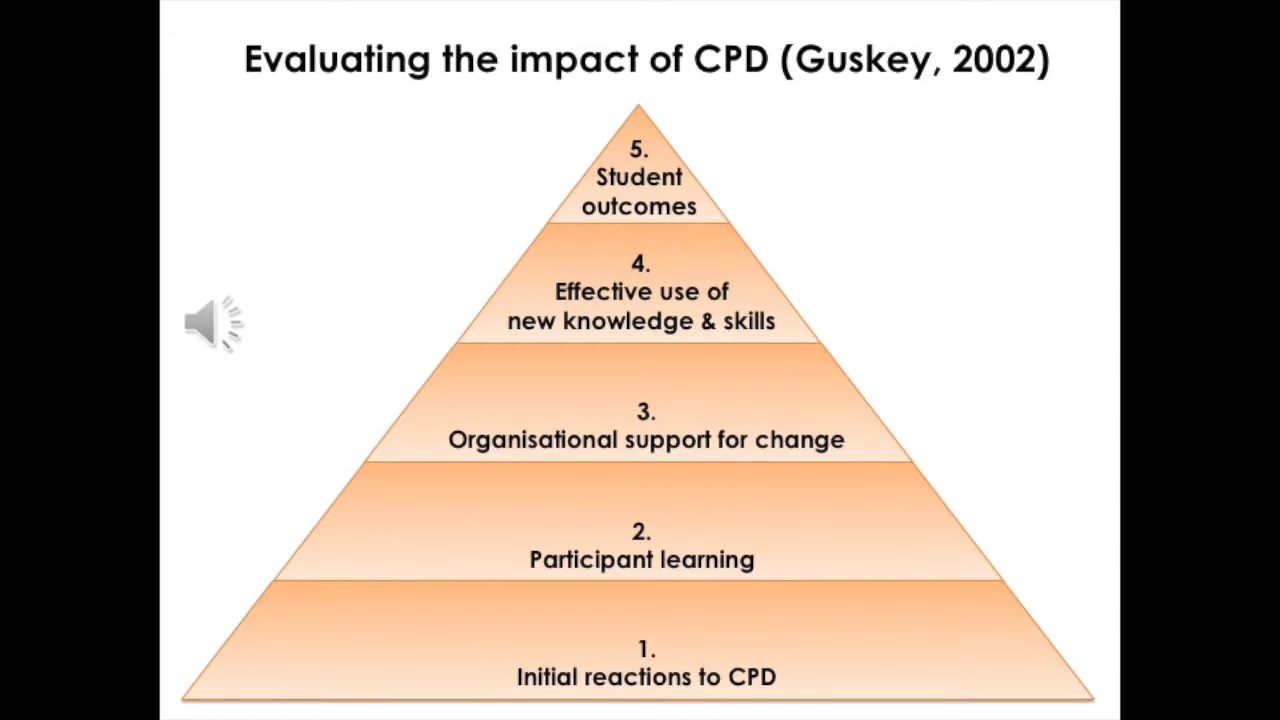 Evaluating the impact of CPD (Guskey, 2002)
5.
Student
outcomes
4.
Effective use of
new knowledge & skills
3.
Organisational support for change
2.
Participant learning
1.
Initial reactions to CPD